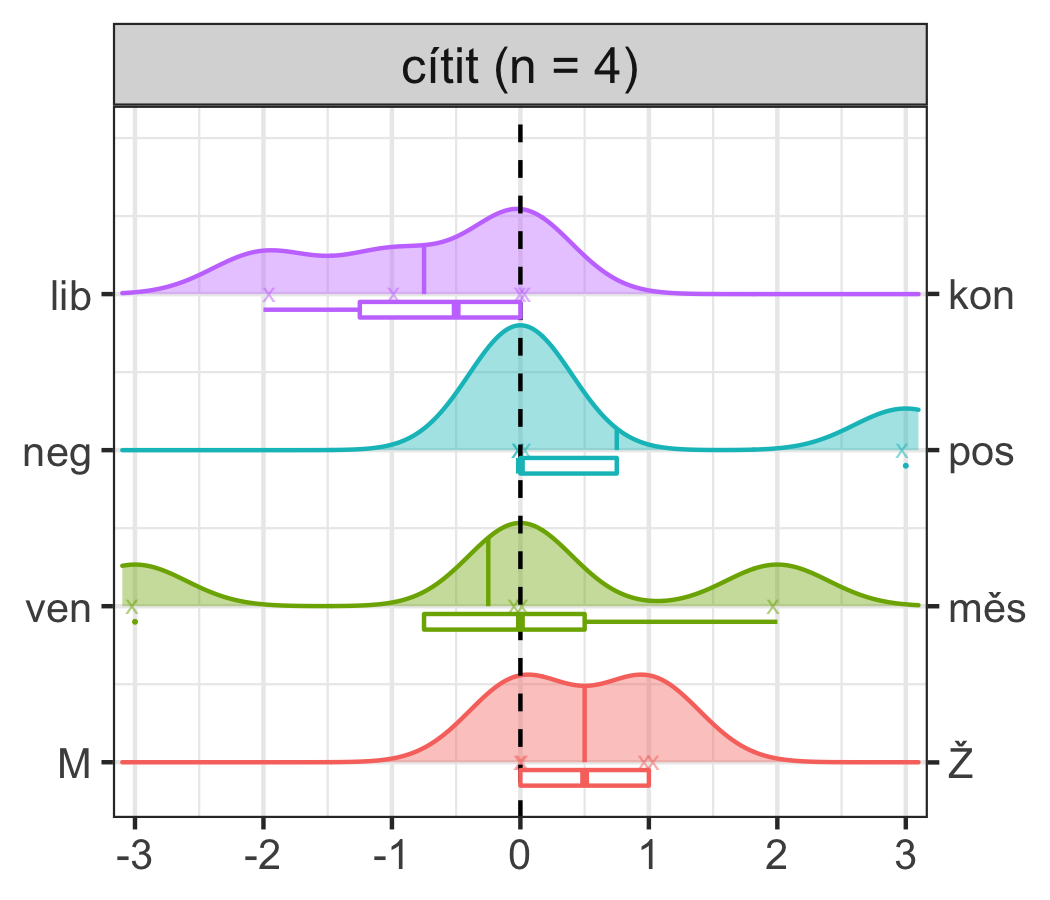 cítit (n = 4)
lib kon
neg pos
ven měs
M Ž
-3 -2 -1 0 1 2 3